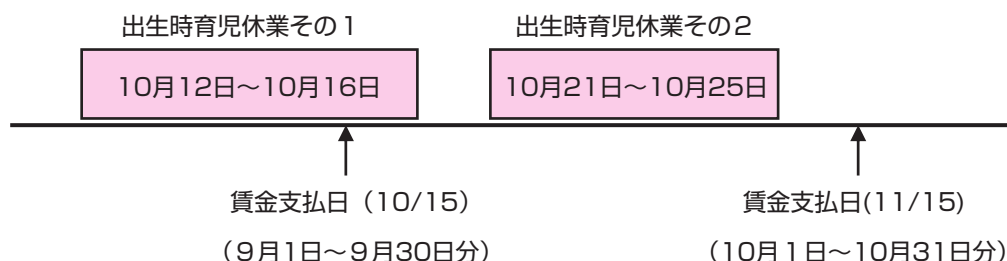 出生時育児休業その1
出生時育児休業その2
10月12日～10月16日
10月21日～10月25日
賃金支払日（10/15）
賃金支払日(11/15)
（9月1日～9月30日分）
（10月1日～10月31日分）